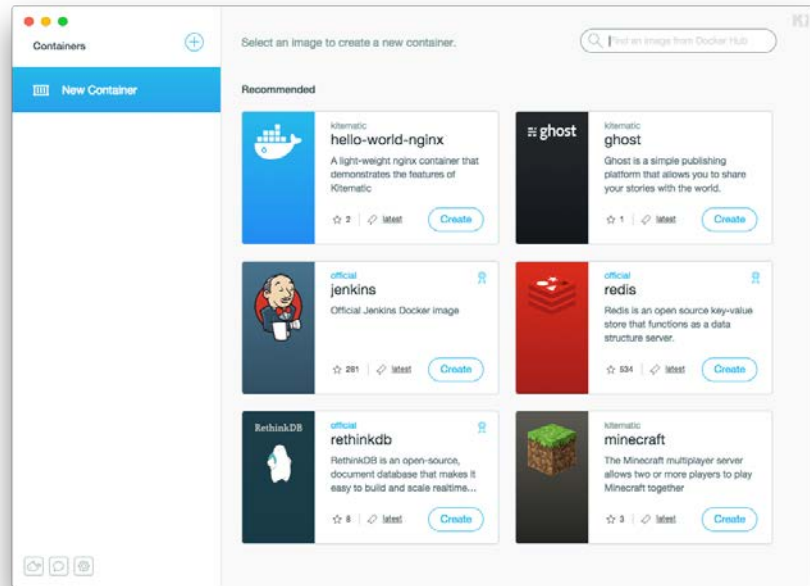 Containers
New Container
Select an image to create a new container.
Find an image from Docker Hub
Recommended
kitematic
hello-world-nginx
A light-weight nginx container that
demonstrates the features of
Kitematic
2
latest
Create
ghost
kitematic
ghost
Ghost is a simple publishing
platform that allows you to share
your stories with the world.
1
latest
Create
official
jenkins
Official Jenkins Docker image
281
latest
Create
official
redis
Redis is an open source key-value
store that functions as a data
structure server.
534
latest
Create
RethinkDB
official
rethinkdb
RethinkDB is an open-source,
document database that makes it
easy to build and scale realtime...
8
latest
Create
kitematic
minecraft
The Minecraft multiplayer server
allows two or more players to play
Minecraft together
3
latest
Create